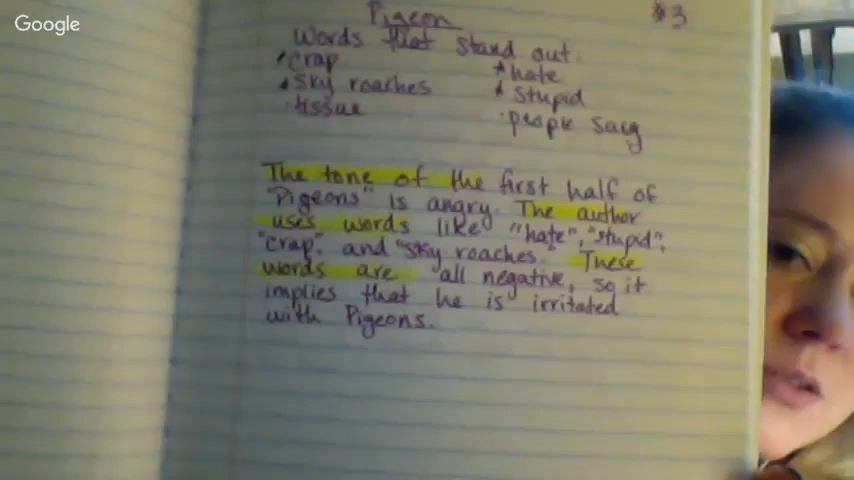 Google
Pigeon
#3
Words that stand out:
crap
sky roaches
tissue
hate
stupid
people sacy
The tone of the first half of
"Pigeons" is angry. The author
uses words like "hate", "stupid",
"crap", and "sky roaches." These
words are all negative, so it
implies that he is irritated
with Pigeons.